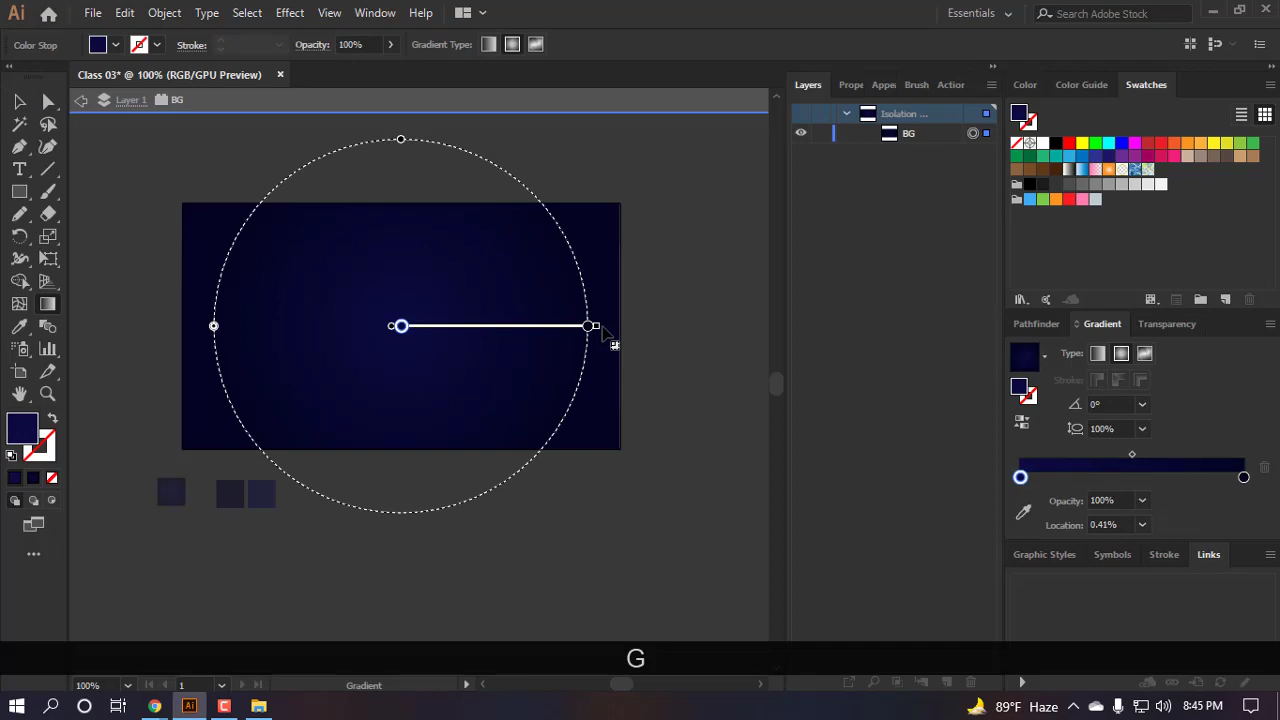 Ai File Edit Object Type Select Effect View Window Help Essentials Search Adobe Stock
Color Stop Stroke: Opacity: 100% Gradient Type:
Class 03* @ 100% (RGB/GPU Preview)
Layer 1 BG
Layers Prope Appe Brush Action
Isolation ...
BG
Color Color Guide Swatches
Pathfinder Gradient Transparency
Type:
Stroke:
0°
100%
Opacity: 100%
Location: 0.41%
Graphic Styles Symbols Stroke Links
G
100% 1 Gradient
Ai 89°F Haze 8:45 PM